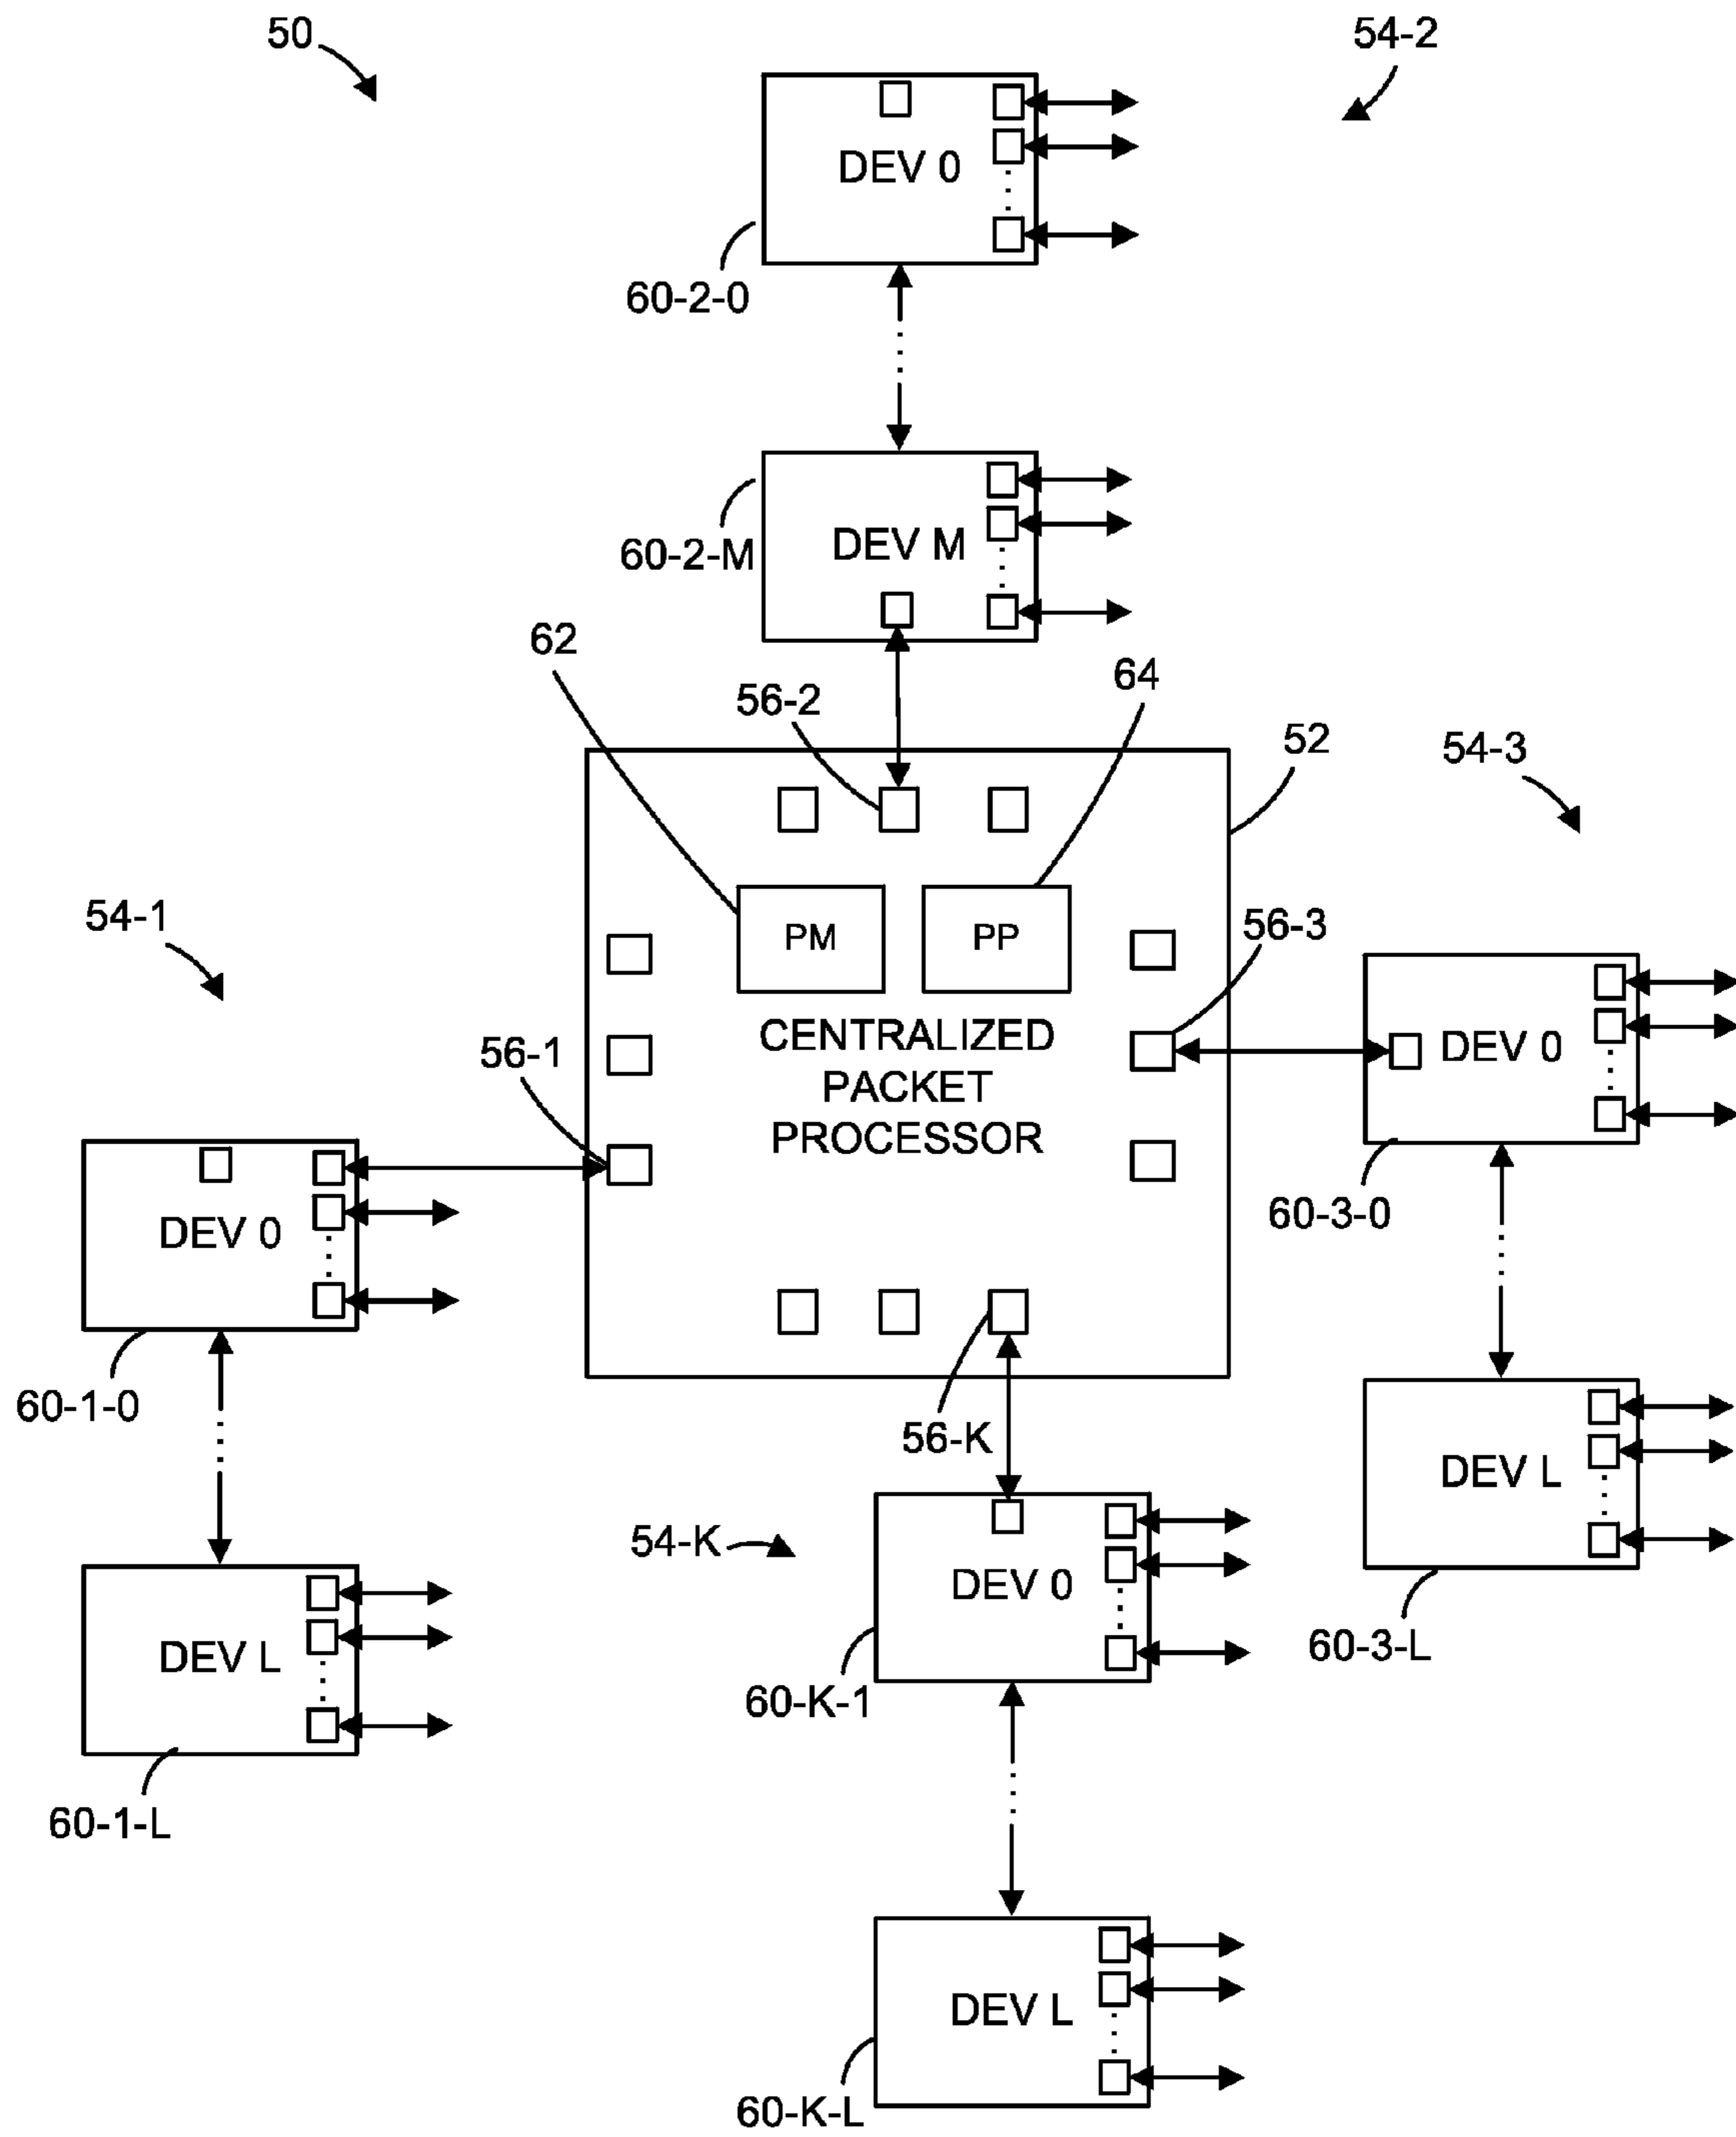 50
54-2
DEV 0
60-2-0
60-2-M
DEV M
62
56-2
64
52
54-3
54-1
PM
PP
56-3
CENTRALIZED
PACKET
PROCESSOR
56-1
DEV 0
DEV 0
60-3-0
60-1-0
56-K
DEV L
54-K
DEV 0
60-3-L
DEV L
60-K-1
60-1-L
DEV L
60-K-L